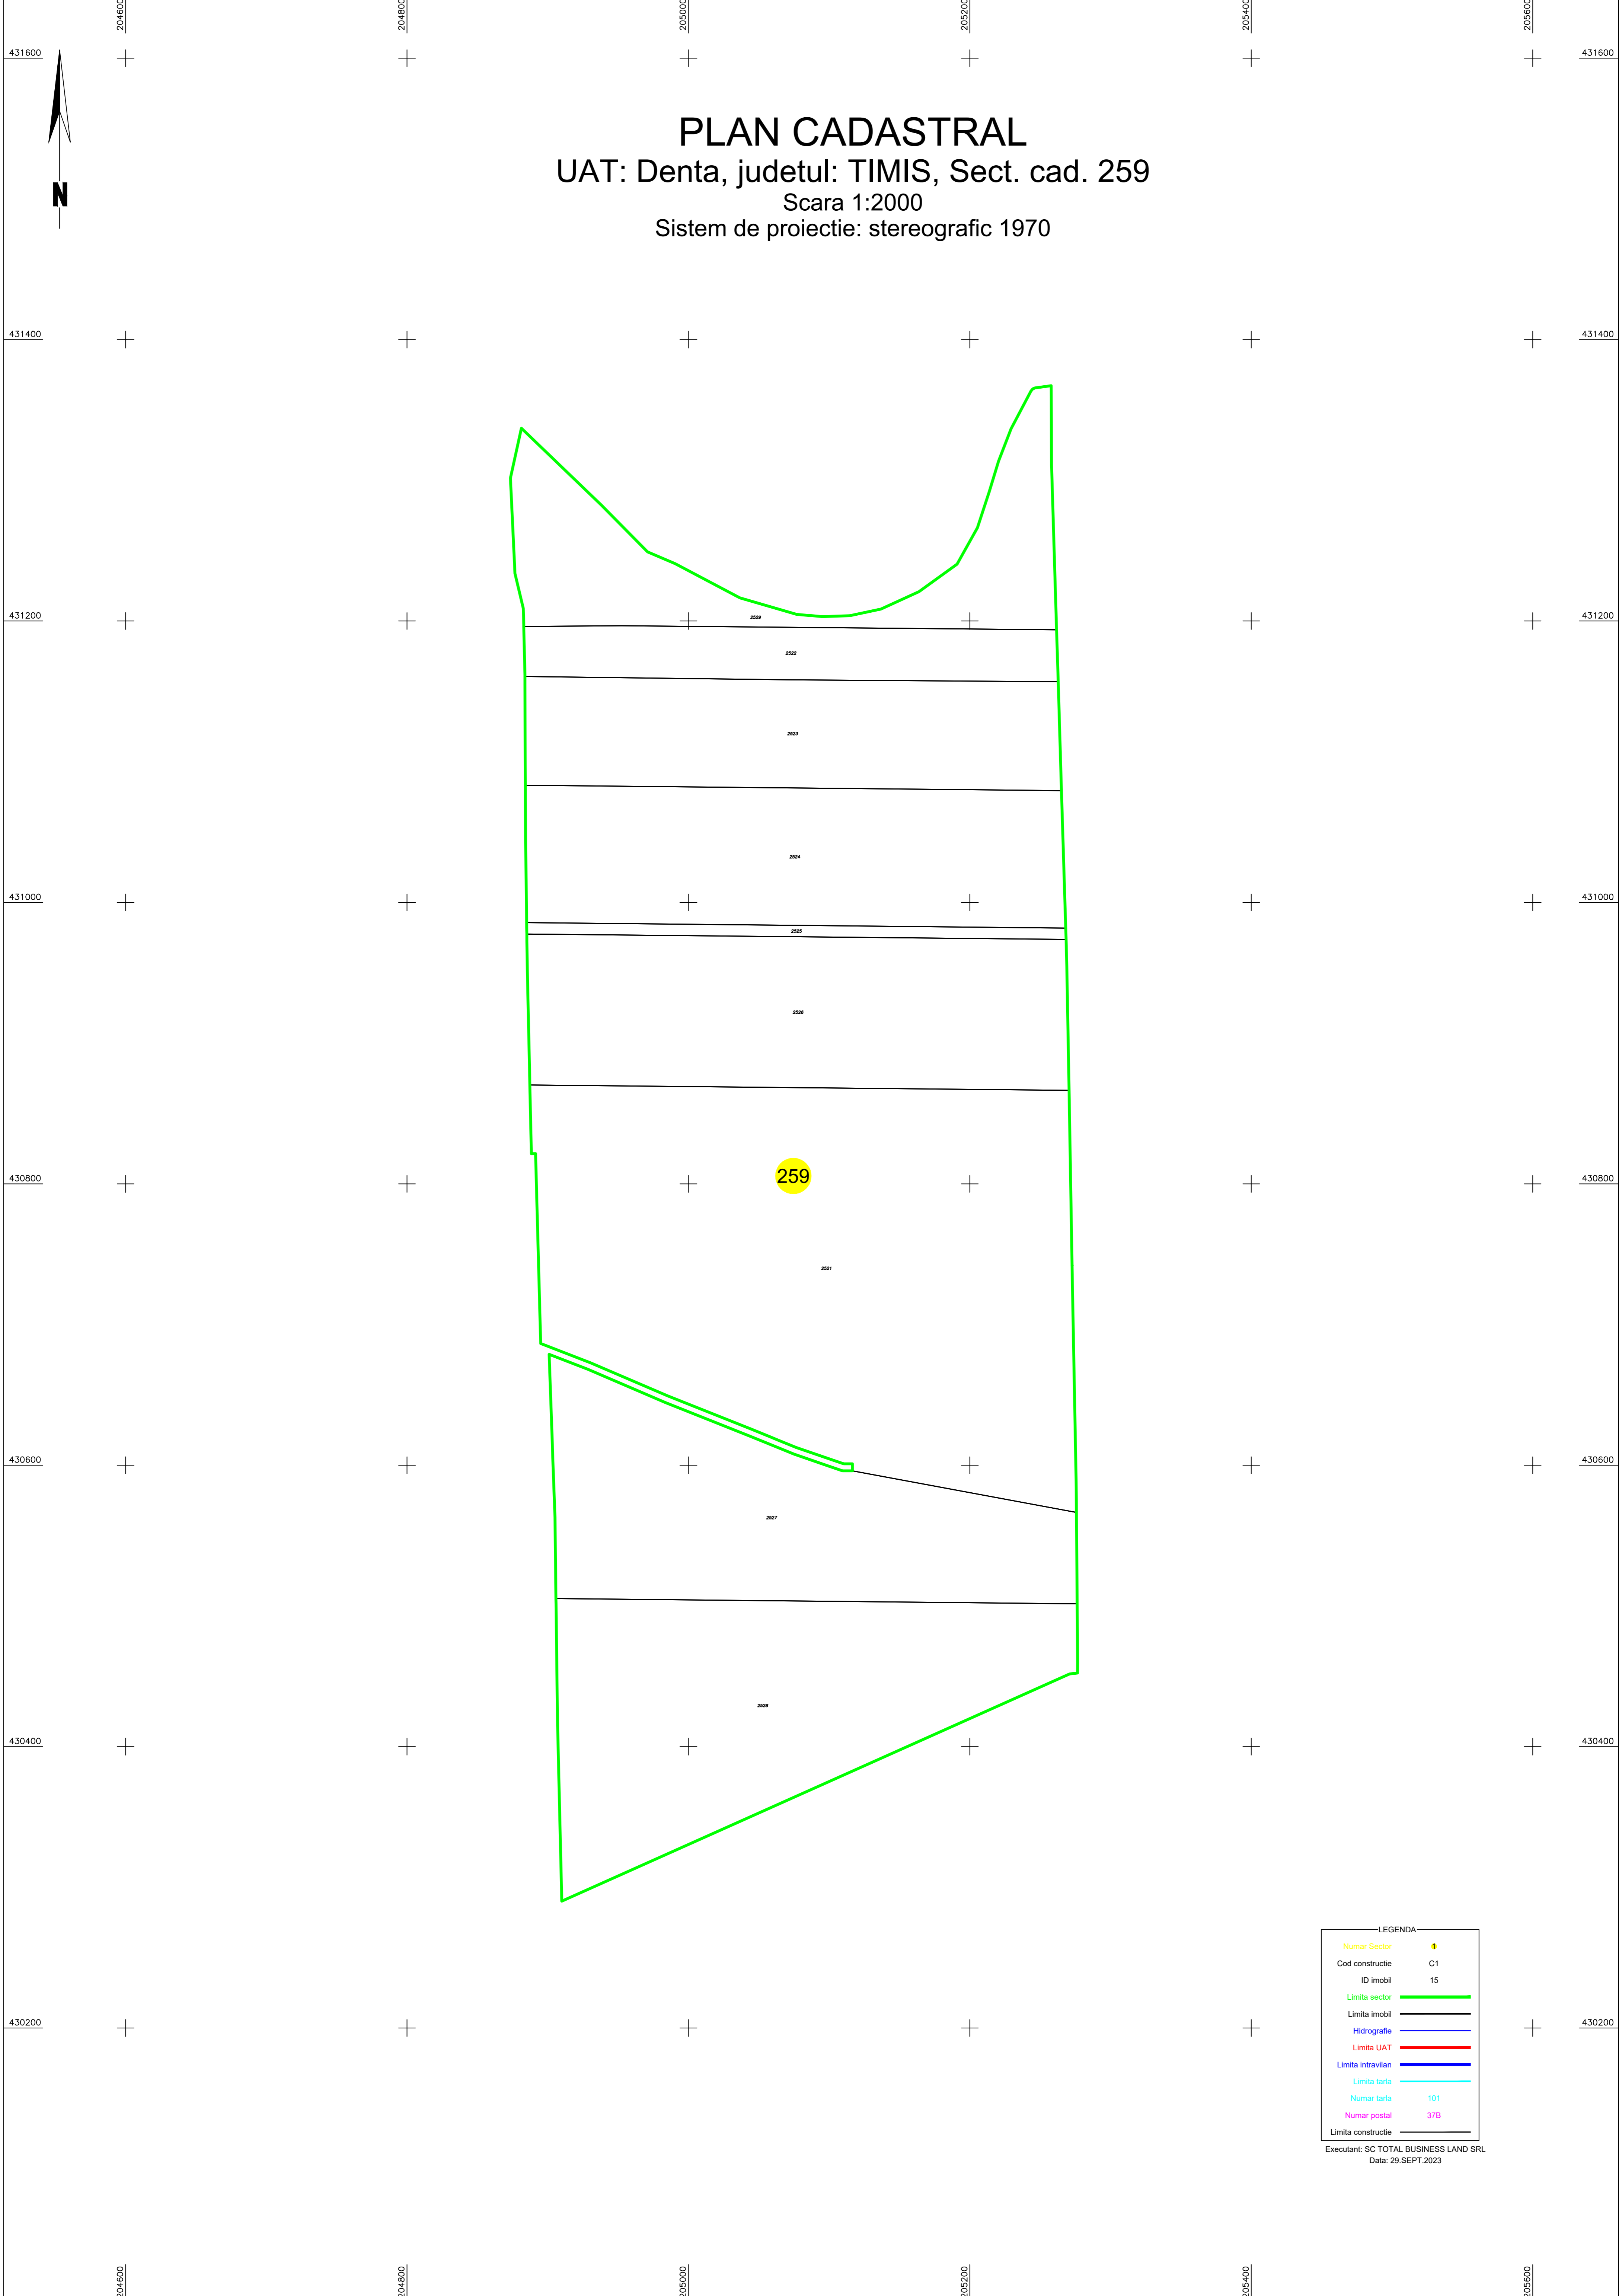 204600 204800 205000 205200 205400 205600
431600 431600
N
PLAN CADASTRAL
UAT: Denta, judetul: TIMIS, Sect. cad. 259
Scara 1:2000
Sistem de proiectie: stereografic 1970
431400 431400
431200 431200
2529
2522
2523
2524
431000 431000
2525
2526
430800 430800
259
2521
430600 430600
2527
2528
430400 430400
LEGENDA
Numar Sector 1
Cod constructie C1
ID imobil 15
Limita sector
Limita imobil
430200 430200
Hidrografie
Limita UAT
Limita intravilan
Limita tarla
Numar tarla 101
Numar postal 37B
Limita constructie
Executant: SC TOTAL BUSINESS LAND SRL
Data: 29.SEPT.2023
204600 204800 205000 205200 205400 205600